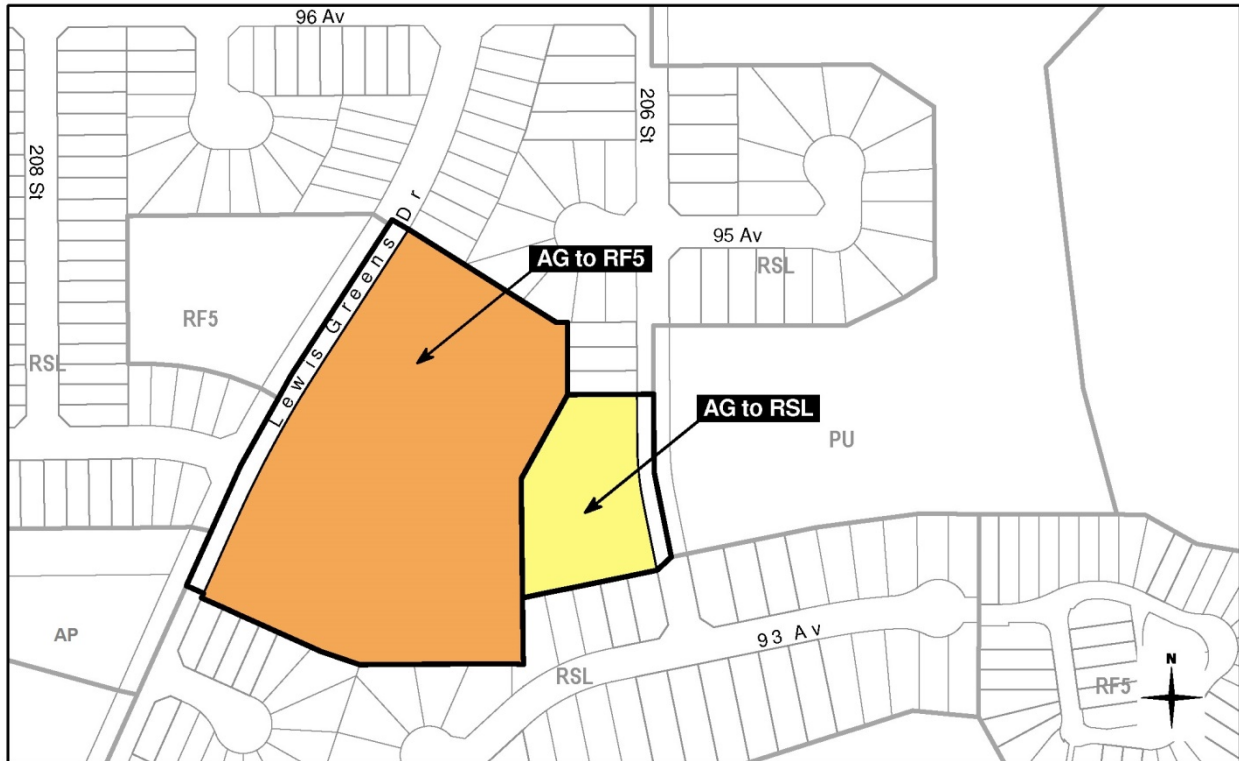 96 Av
206 St
208 St
Lewis Greens Dr
95 Av
AG to RF5
RSL
RF5
RSL
AG to RSL
PU
93 Av
AP
N
RSL
RF5